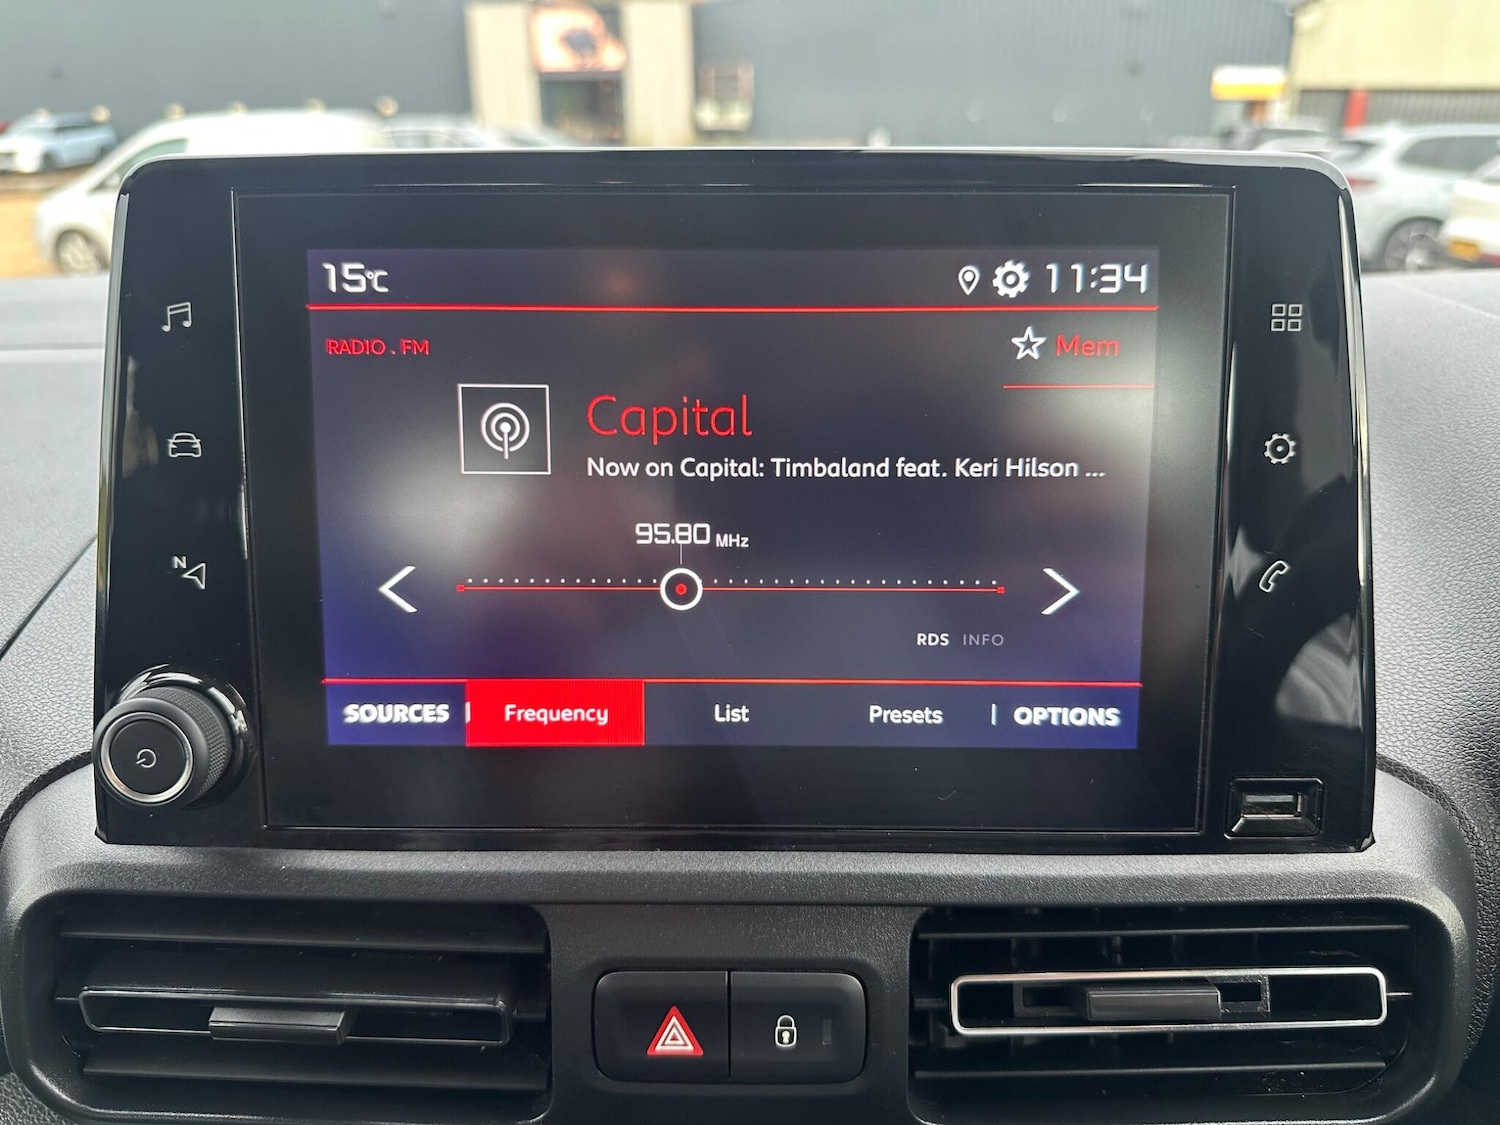 15°C 11:34
RADIO . FM
Mem
Capital
Now on Capital: Timbaland feat. Keri Hilson ...
95.80 MHz
RDS INFO
SOURCES Frequency List Presets OPTIONS
N